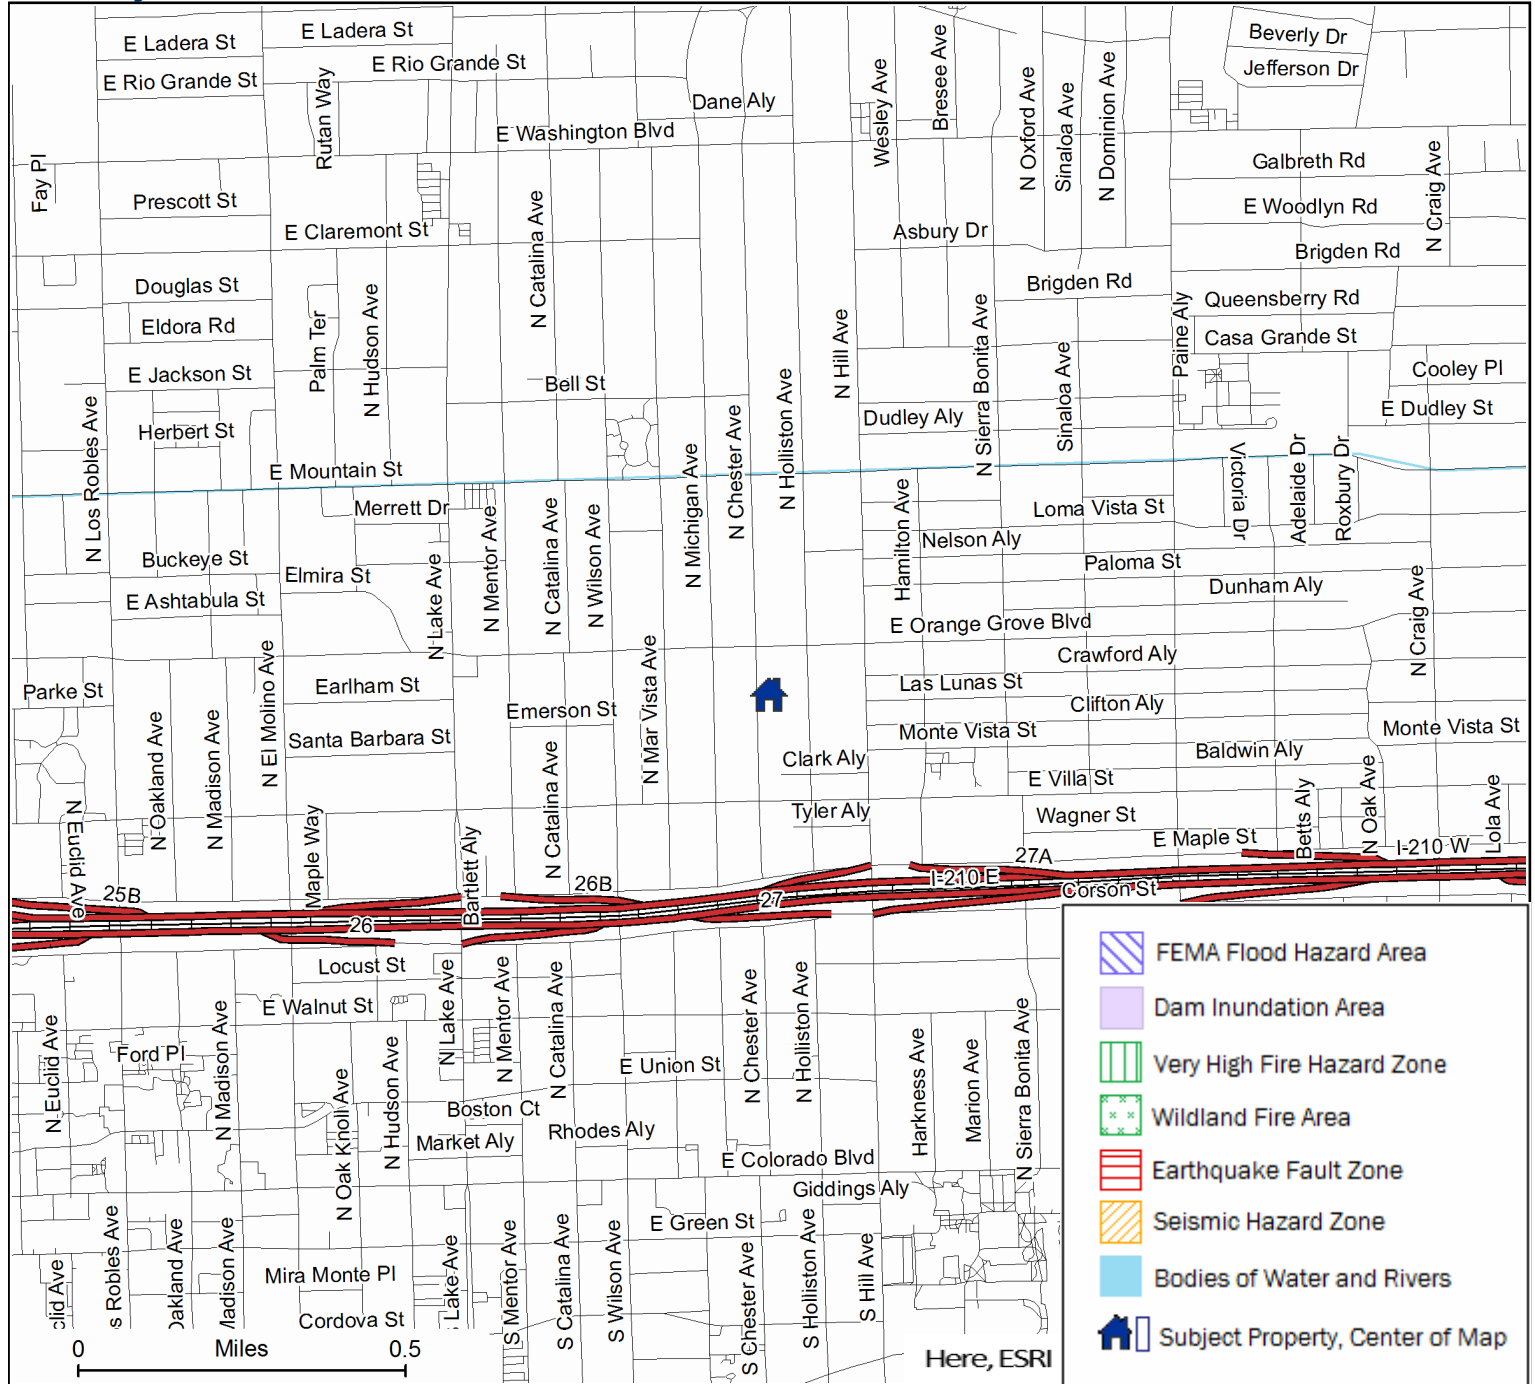 E Ladera St
E Ladera St
Beverly Dr
E Rio Grande St
Jefferson Dr
E Rio Grande St
Rutan Way
Wesley Ave
Bresee Ave
N Oxford Ave
Sinaloa Ave
N Dominion Ave
Dane Aly
E Washington Blvd
Fay Pl
Galbreth Rd
N Craig Ave
Prescott St
E Woodlyn Rd
E Claremont St
N Catalina Ave
Asbury Dr
Brigden Rd
Douglas St
Brigden Rd
Queensberry Rd
Eldora Rd
Palm Ter
N Hudson Ave
N Hill Ave
N Sierra Bonita Ave
Sinaloa Ave
Paine Aly
Casa Grande St
E Jackson St
Bell St
Cooley Pl
N Los Robles Ave
Herbert St
N Holliston Ave
Dudley Aly
E Dudley St
E Mountain St
N Michigan Ave
N Chester Ave
Victoria Dr
Adelaide Dr
Roxbury Dr
Merrett Dr
Hamilton Ave
Loma Vista St
N Mentor Ave
N Catalina Ave
N Wilson Ave
Nelson Aly
Buckeye St
Elmira St
N Lake Ave
Paloma St
Dunham Aly
N Craig Ave
E Ashtabula St
E Orange Grove Blvd
Crawford Aly
Parke St
N El Molino Ave
Earlham St
N Mar Vista Ave
Las Lunas St
Clifton Aly
Emerson St
Monte Vista St
Monte Vista St
N Oakland Ave
N Madison Ave
Santa Barbara St
Clark Aly
Baldwin Aly
N Catalina Ave
E Villa St
N Euclid Ave
Maple Way
Bartlett Aly
Tyler Aly
Wagner St
Betts Aly
N Oak Ave
Lola Ave
E Maple St
I-210 W
27A
25B
26B
I-210 E
Corson St
27
26
Locust St
E Walnut St
N Lake Ave
N Mentor Ave
N Catalina Ave
N Chester Ave
N Holliston Ave
N Euclid Ave
Ford Pl
N Madison Ave
N Oak Knoll Ave
N Hudson Ave
E Union St
Harkness Ave
Marion Ave
N Sierra Bonita Ave
Boston Ct
Market Aly
Rhodes Aly
E Colorado Blvd
Giddings Aly
E Green St
clid Ave
s Robles Ave
Oakland Ave
Madison Ave
Mira Monte Pl
Cordova St
Lake Ave
S Mentor Ave
S Catalina Ave
S Wilson Ave
S Chester Ave
S Holliston Ave
S Hill Ave
0 Miles 0.5
Here, ESRI
FEMA Flood Hazard Area
Dam Inundation Area
Very High Fire Hazard Zone
Wildland Fire Area
Earthquake Fault Zone
Seismic Hazard Zone
Bodies of Water and Rivers
Subject Property, Center of Map